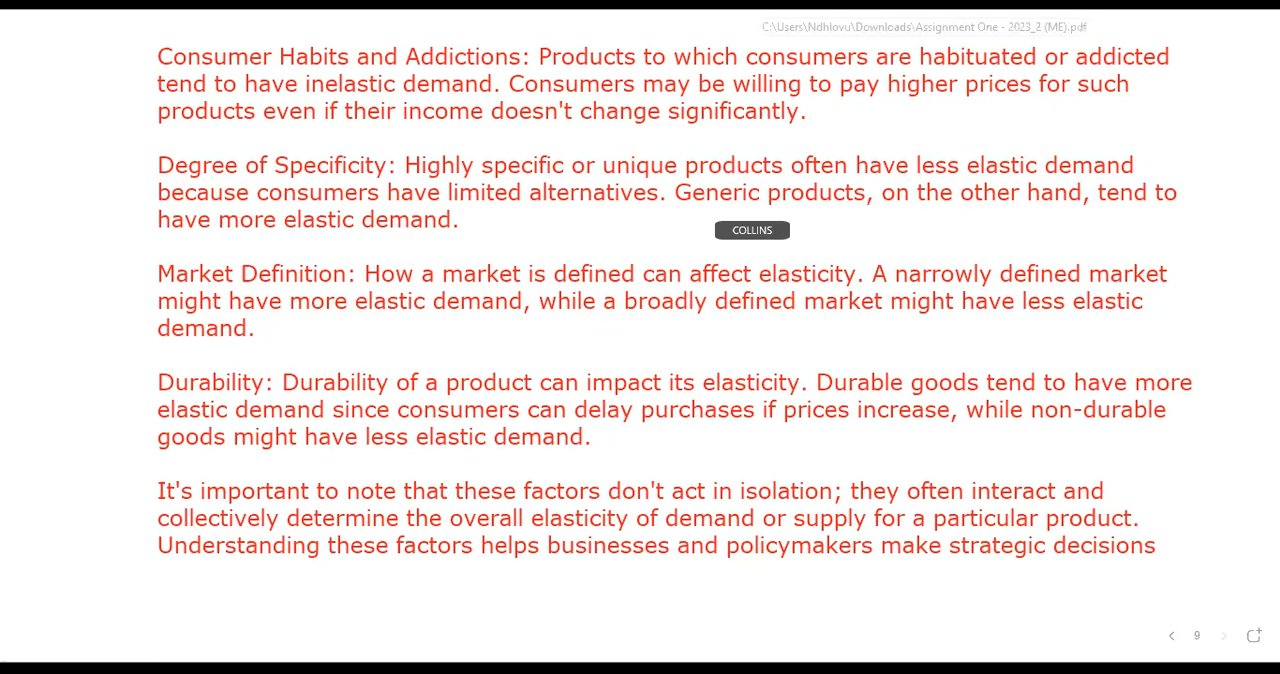 C:\Users\Ndhlovu\Downloads\Assignment One - 2023_2 (ME).pdf
Consumer Habits and Addictions: Products to which consumers are habituated or addicted
tend to have inelastic demand. Consumers may be willing to pay higher prices for such
products even if their income doesn't change significantly.
Degree of Specificity: Highly specific or unique products often have less elastic demand
because consumers have limited alternatives. Generic products, on the other hand, tend to
have more elastic demand.
COLLINS
Market Definition: How a market is defined can affect elasticity. A narrowly defined market
might have more elastic demand, while a broadly defined market might have less elastic
demand.
Durability: Durability of a product can impact its elasticity. Durable goods tend to have more
elastic demand since consumers can delay purchases if prices increase, while non-durable
goods might have less elastic demand.
It's important to note that these factors don't act in isolation; they often interact and
collectively determine the overall elasticity of demand or supply for a particular product.
Understanding these factors helps businesses and policymakers make strategic decisions
9